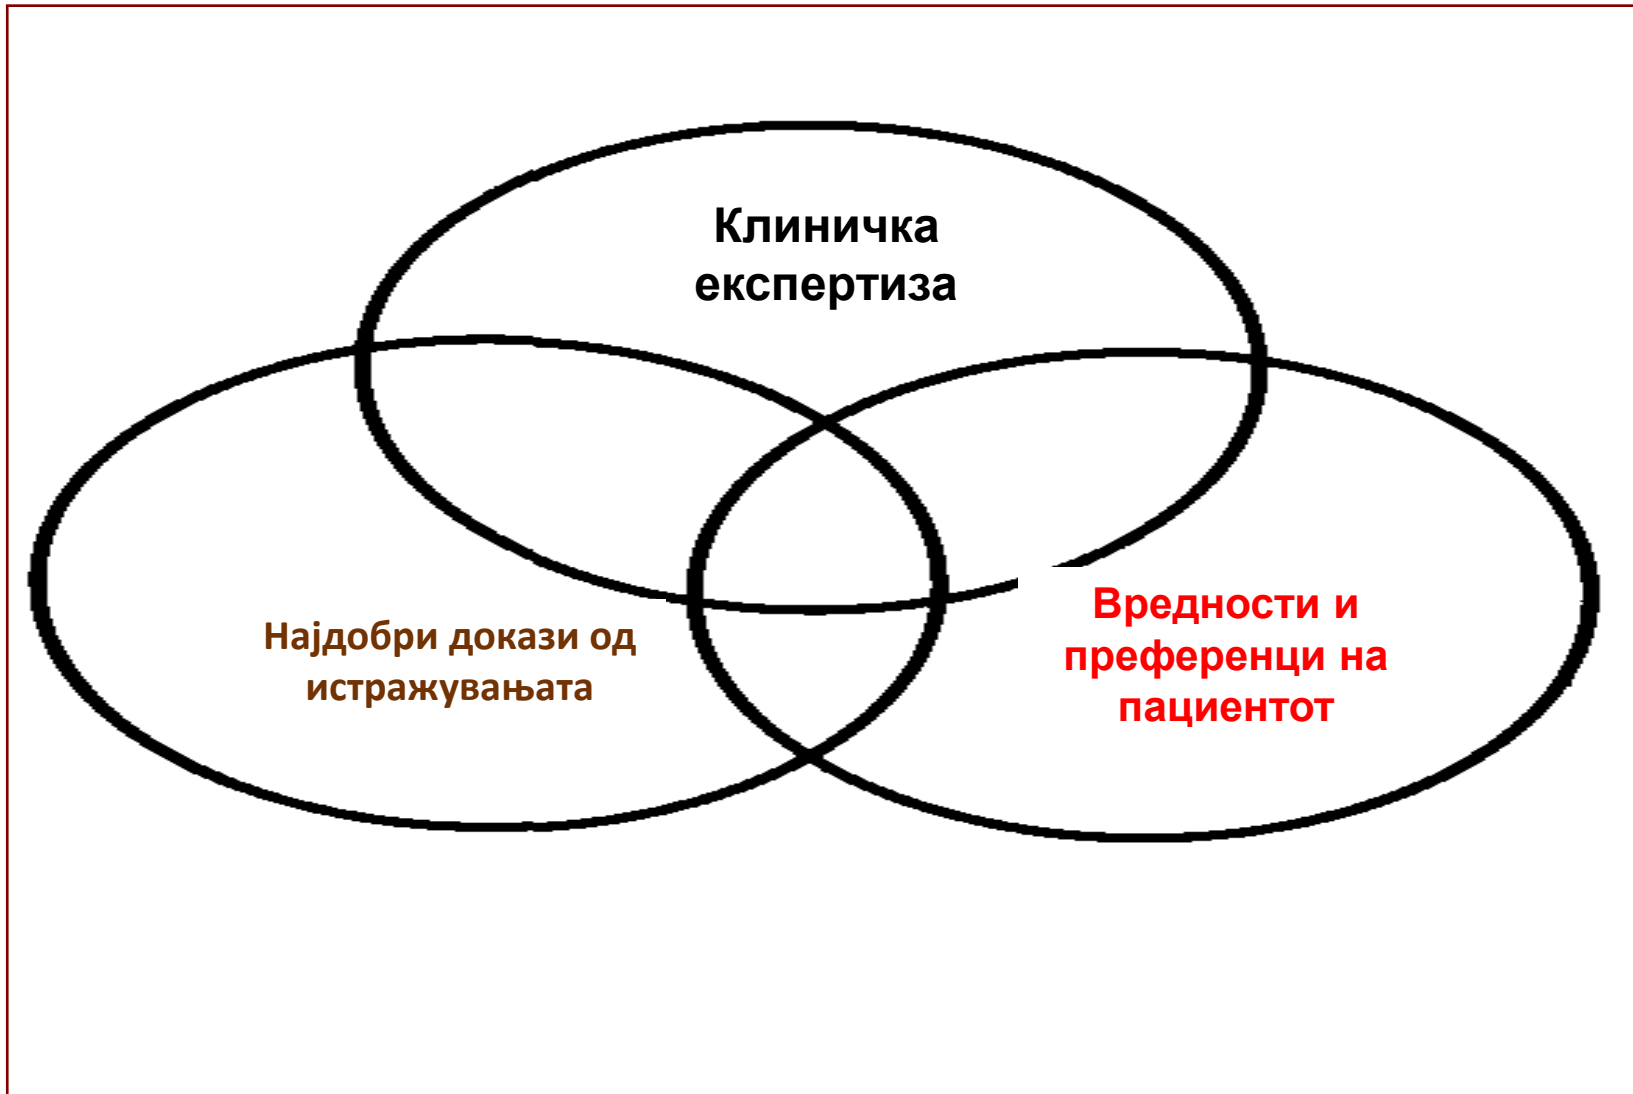 Клиничка
експертиза
Најдобри докази од
истражувањата
Вредности и
преференци на
пациентот